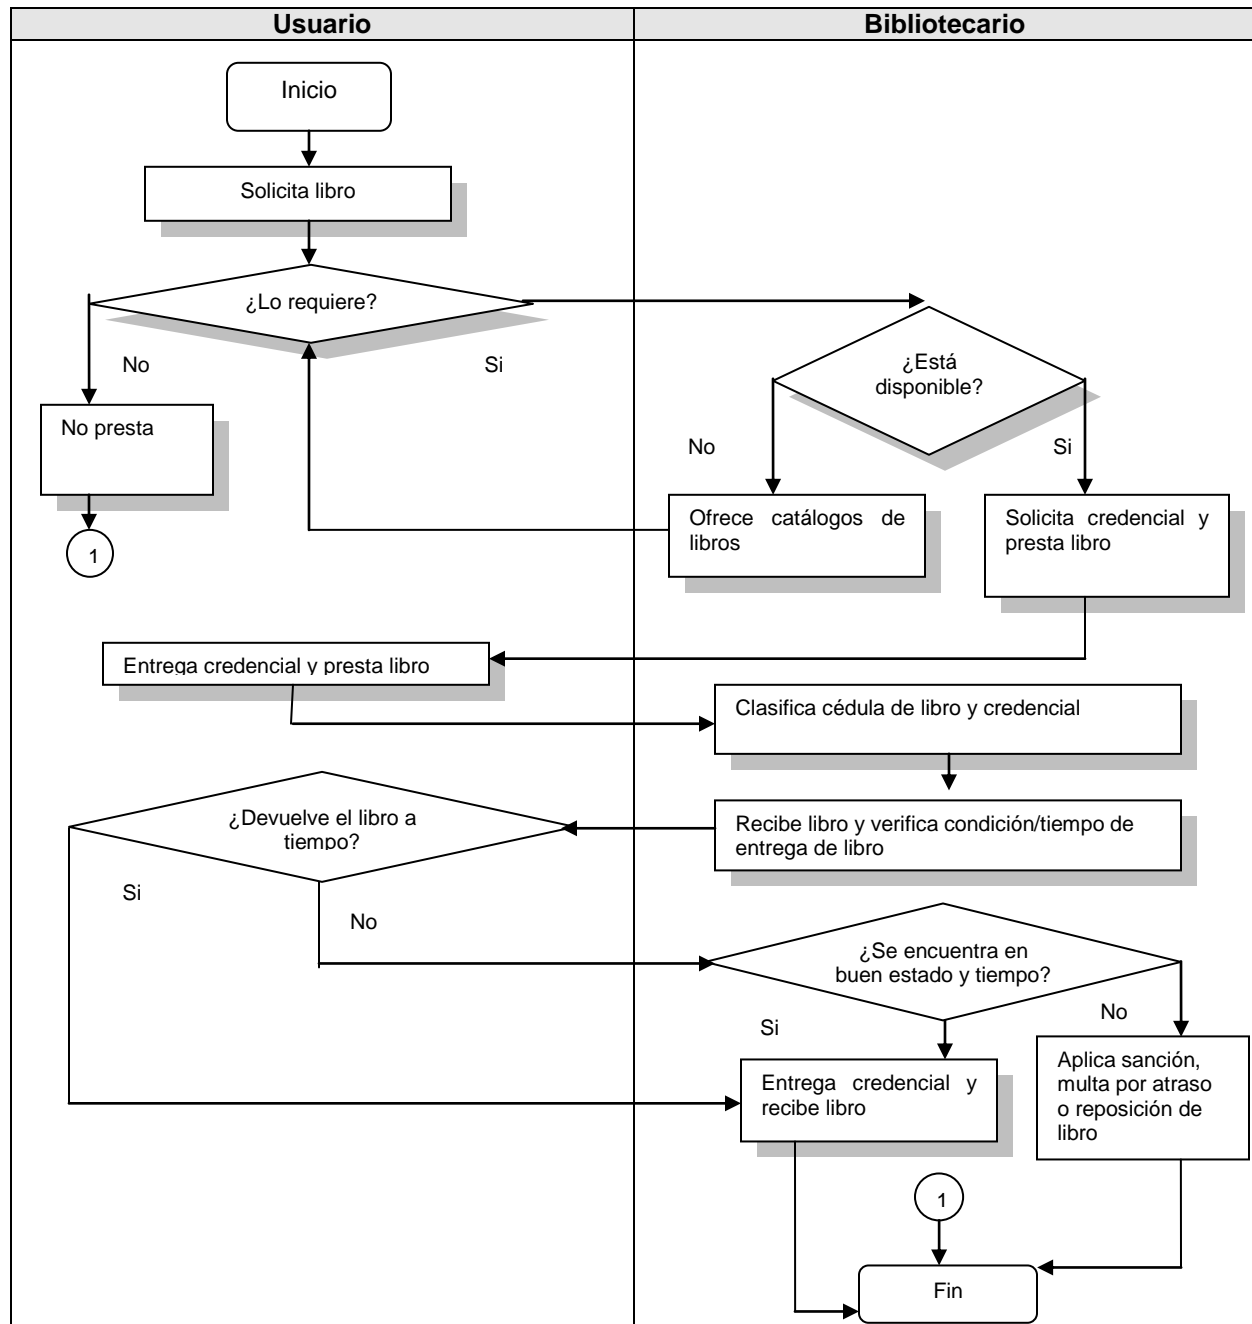 Usuario
Bibliotecario
Inicio
Solicita libro
¿Lo requiere?
No
Si
¿Está
disponible?
No
Si
No presta
1
Ofrece catálogos de
libros
Solicita credencial y
presta libro
Entrega credencial y presta libro
Clasifica cédula de libro y credencial
¿Devuelve el libro a
tiempo?
Recibe libro y verifica condición/tiempo de
entrega de libro
Si
No
¿Se encuentra en
buen estado y tiempo?
Si
No
Entrega credencial y
recibe libro
Aplica sanción,
multa por atraso
o reposición de
libro
1
Fin